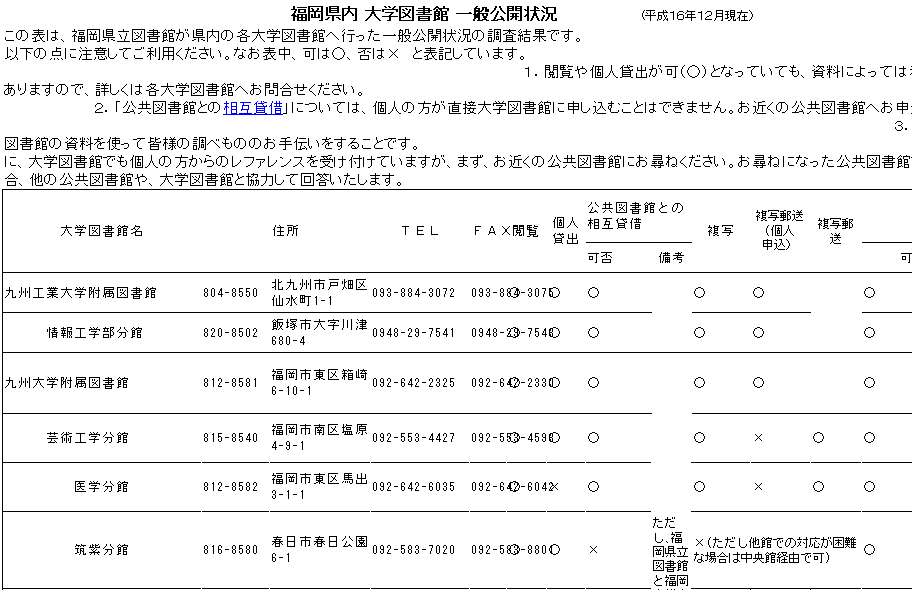 福岡県内 大学図書館 一般公開状況 (平成16年12月現在)
この表は、福岡県立図書館が県内の各大学図書館へ行った一般公開状況の調査結果です。
以下の点に注意してご利用ください。なお表中、可は〇、否は× と表記しています。
1. 閲覧や個人貸出が可(〇)となっていても、資料によっては
ありますので、詳しくは各大学図書館へお問合せください。
2. 「公共図書館との相互貸借」については、個人の方が直接大学図書館に申し込むことはできません。お近くの公共図書館へお申
3.
図書館の資料を使って皆様の調べもののお手伝いをすることです。
に、大学図書館でも個人の方からのレファレンスを受け付けていますが、まず、お近くの公共図書館にお尋ねください。お尋ねになった公共図書館
合、他の公共図書館や、大学図書館と協力して回答いたします。
大学図書館名 住所 TEL FAX 閲覧 個人貸出 公共図書館との相互貸借 複写 複写郵送(個人申込) 複写郵送
可否 備考 可
九州工業大学附属図書館 804-8550 北九州市戸畑区仙水町1-1 093-884-3072 093-884-3075 〇 〇 〇 〇 〇 〇
情報工学部分館 820-8502 飯塚市大字川津680-4 0948-29-7541 〇 〇 〇 〇 〇 〇
九州大学附属図書館 812-8581 福岡市東区箱崎6-10-1 092-642-2325 092-642-2330 〇 〇 〇 〇 〇 〇
芸術工学分館 815-8540 福岡市南区塩原4-9-1 092-553-4427 〇 〇 〇 〇 × 〇 〇
医学分館 812-8582 福岡市東区馬出3-1-1 092-642-6035 092-642-6042 〇 × 〇 〇 × 〇 〇
筑紫分館 816-8580 春日市春日公園6-1 092-583-7020 〇 〇 × ただし、福岡県立図書館と福岡 ×(ただし他館での対応が困難な場合は中央館経由で可) 〇